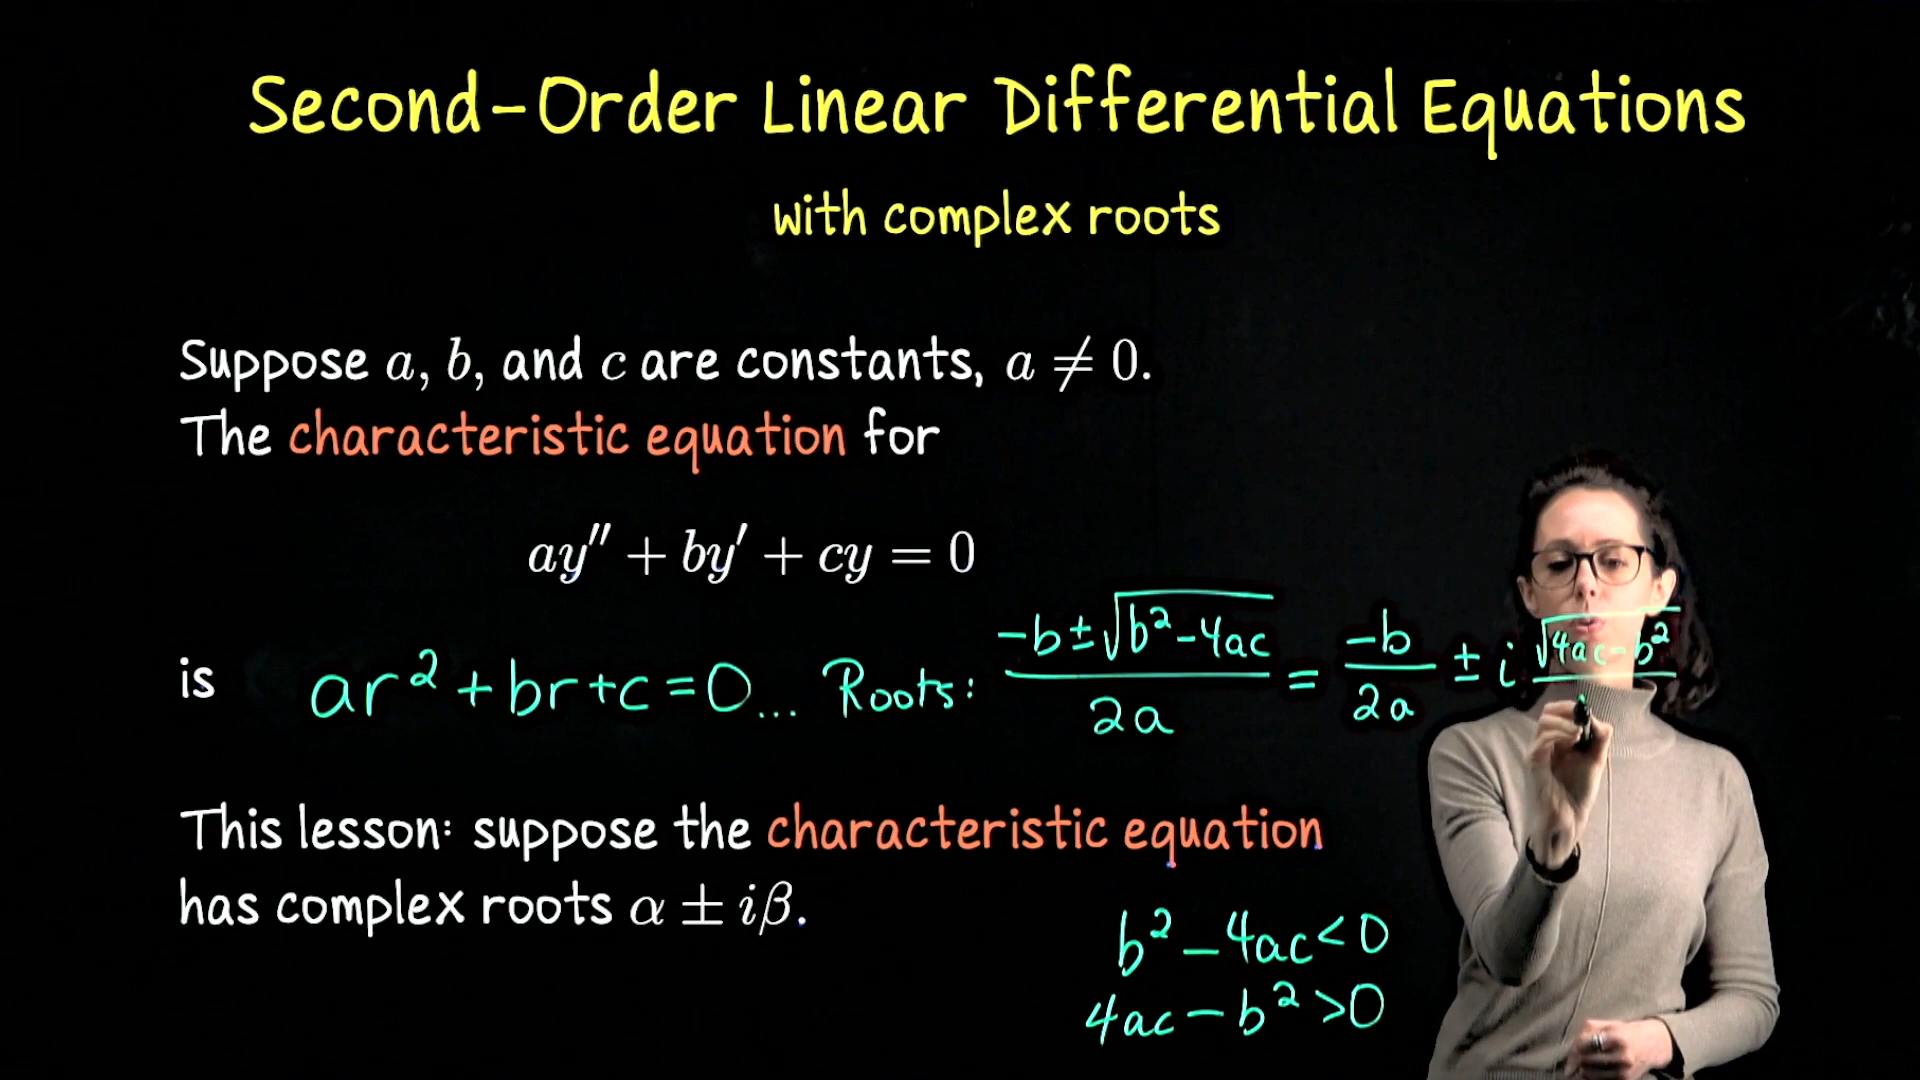 Second-Order Linear Differential Equations
with complex roots
Suppose a, b, and c are constants, a ≠ 0.
The characteristic equation for
ay″ + by′ + cy = 0
is ar² + br + c = 0... Roots: (-b ± √(b² - 4ac))/(2a) = -b/(2a) ± i √(4ac - b²)
This lesson: suppose the characteristic equation
has complex roots α ± iβ.
b² - 4ac < 0
4ac - b² > 0